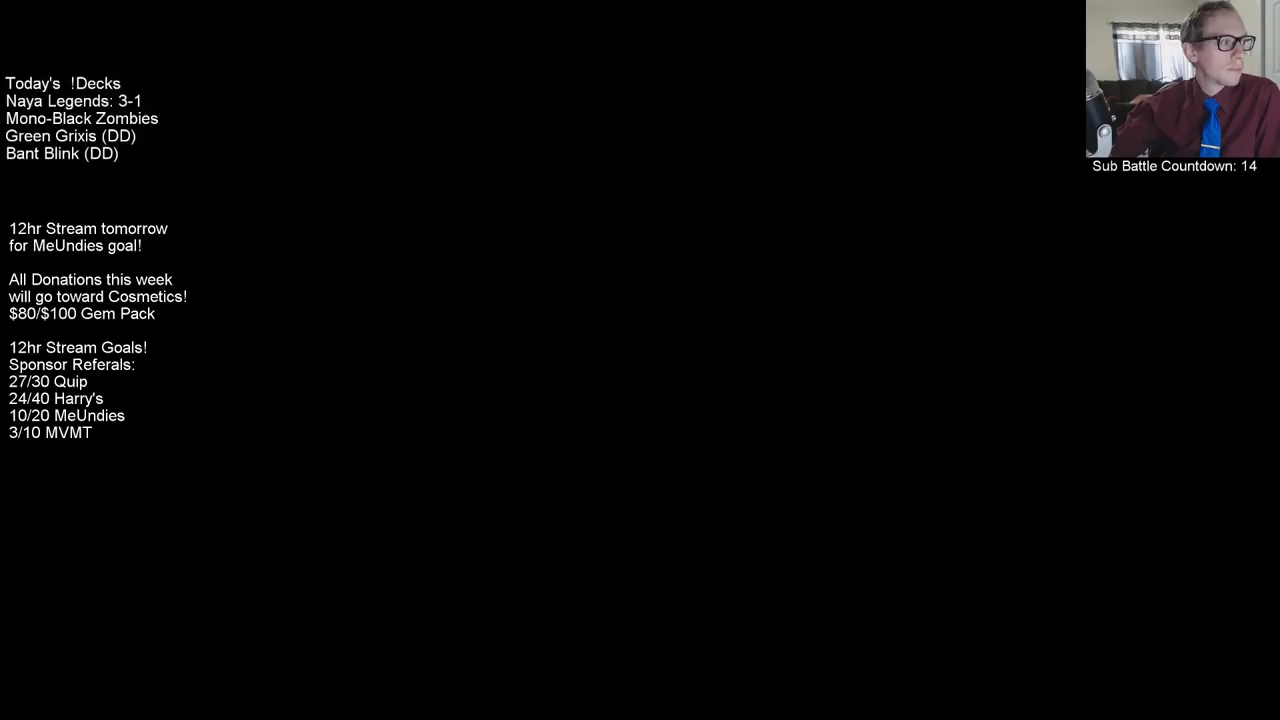 Today's !Decks
Naya Legends: 3-1
Mono-Black Zombies
Green Grixis (DD)
Bant Blink (DD)
12hr Stream tomorrow
for MeUndies goal!
All Donations this week
will go toward Cosmetics!
$80/$100 Gem Pack
12hr Stream Goals!
Sponsor Referals:
27/30 Quip
24/40 Harry's
10/20 MeUndies
3/10 MVMT
Sub Battle Countdown: 14